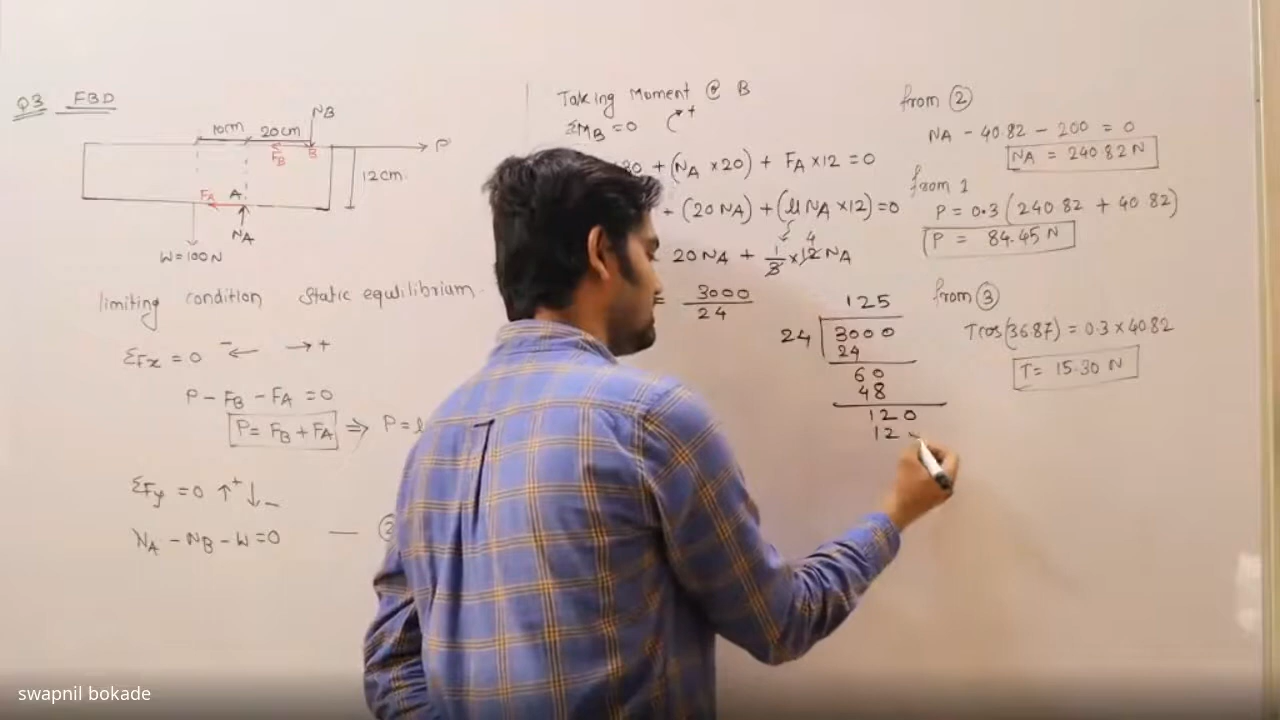 Q3 FBD
NB
10cm 20cm
P
FB B
12cm
FA A
NA
W=100N
limiting condition Static equilibrium.
ΣFx = 0 - ← → +
P - FB - FA = 0
P = FB + FA ⇒ P =
ΣFy = 0 ↑+ ↓-
NA - NB - W = 0 — ②
Taking Moment @ B
ΣMB = 0 +
+ (NA × 20) + FA × 12 = 0
+ (20 NA) + (μ NA × 12) = 0
4
20 NA + 1/3 × 12 NA
= 3000/24
125
24 3000
24
60
48
120
12
from ②
NA - 40.82 - 200 = 0
NA = 240.82 N
from 1
P = 0.3 (240.82 + 40.82)
P = 84.45 N
from ③
T cos(36.87) = 0.3 × 40.82
T = 15.30 N
swapnil bokade